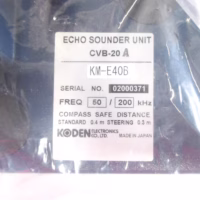 ECHO SOUNDER UNIT
CVB-20 A
KM-E40B
SERIAL NO. 02000371
FREQ 50 / 200 kHz
COMPASS SAFE DISTANCE
STANDARD 0.4 m STEERING 0.3 m
KODEN ELECTRONICS CO., LTD. MADE IN JAPAN